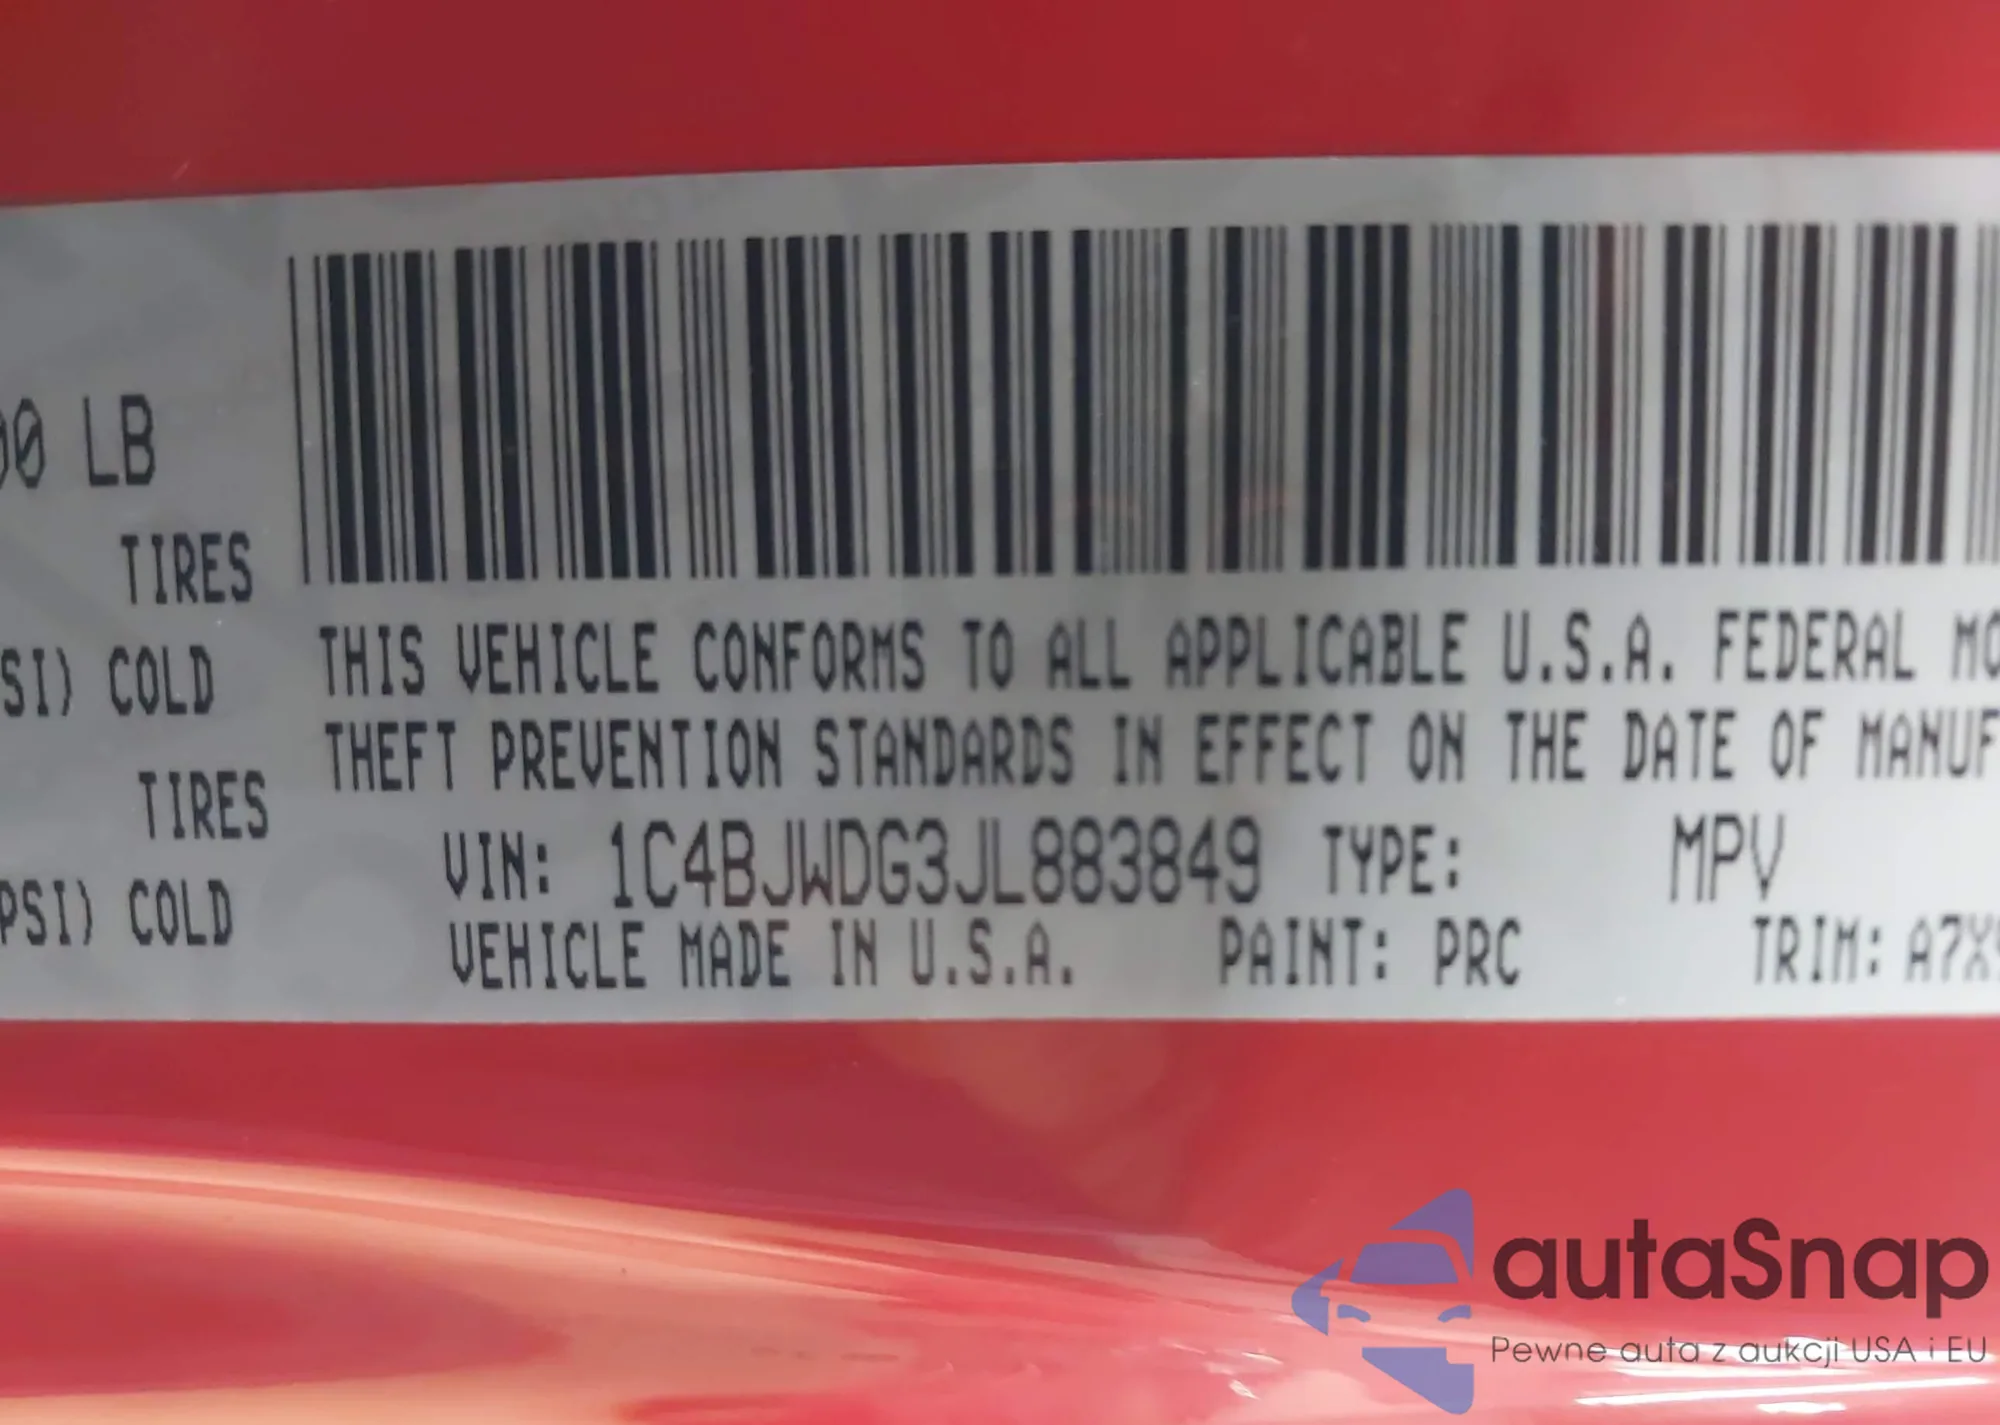 00 LB
TIRES
SI) COLD
TIRES
PSI) COLD
THIS VEHICLE CONFORMS TO ALL APPLICABLE U.S.A. FEDERAL MO
THEFT PREVENTION STANDARDS IN EFFECT ON THE DATE OF MANUF
VIN: 1C4BJWDG3JL883849 TYPE: MPV
VEHICLE MADE IN U.S.A. PAINT: PRC TRIM: A7X9
autaSnap
Pewne auta z aukcji USA i EU